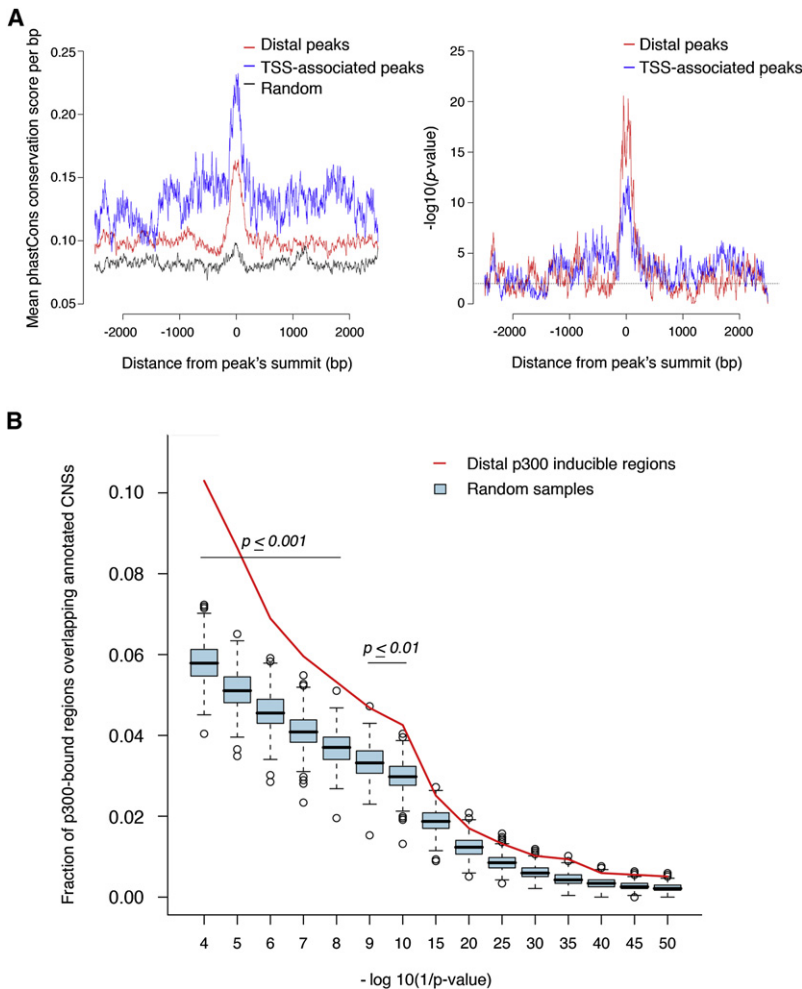 A
Mean phastCons conservation score per bp
0.25
0.20
0.15
0.10
0.05
Distal peaks
TSS-associated peaks
Random
-2000 -1000 0 1000 2000
Distance from peak's summit (bp)
-log10(p-value)
25
20
15
10
5
0
Distal peaks
TSS-associated peaks
-2000 -1000 0 1000 2000
Distance from peak's summit (bp)
B
Fraction of p300-bound regions overlapping annotated CNSs
0.10
0.08
0.06
0.04
0.02
0.00
Distal p300 inducible regions
Random samples
p ≤ 0.001
p ≤ 0.01
4 5 6 7 8 9 10 15 20 25 30 35 40 45 50
- log 10(1/p-value)